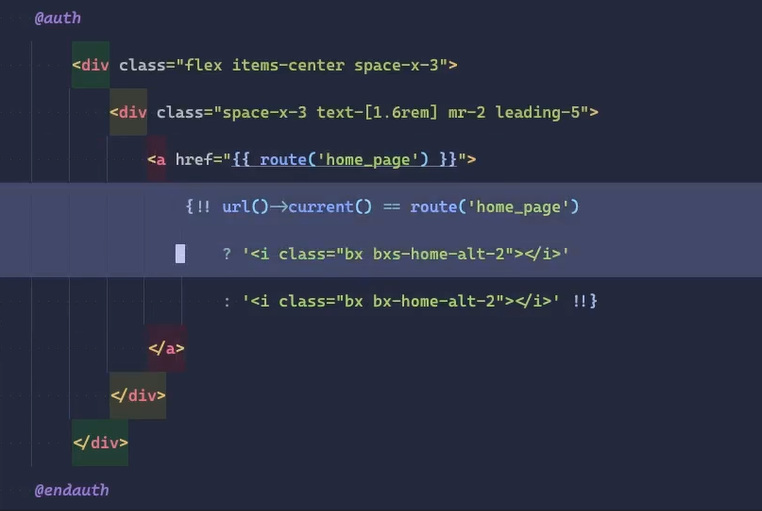 @auth
<div class="flex items-center space-x-3">
<div class="space-x-3 text-[1.6rem] mr-2 leading-5">
<a href="{{ route('home_page') }}">
{!! url()->current() == route('home_page')
? '<i class="bx bxs-home-alt-2"></i>'
: '<i class="bx bx-home-alt-2"></i>' !!}
</a>
</div>
</div>
@endauth